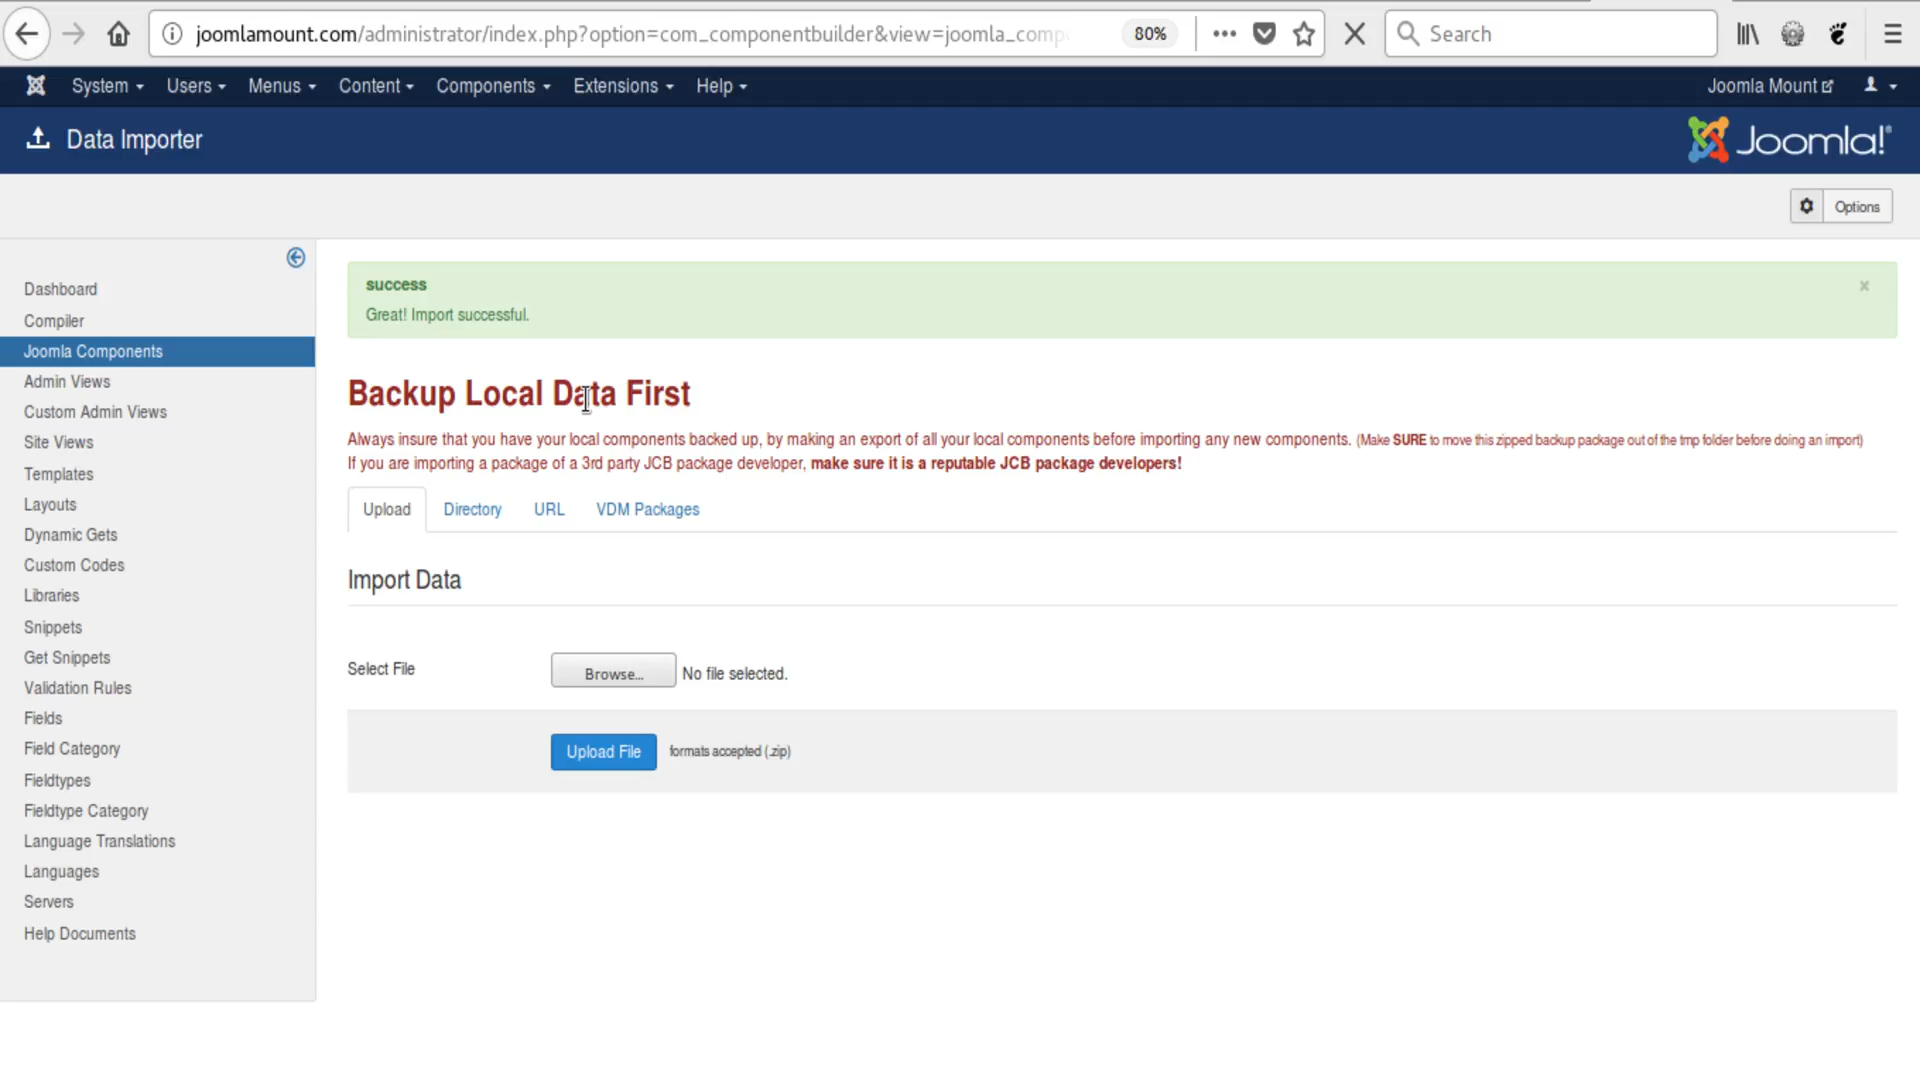 joomlamount.com/administrator/index.php?option=com_componentbuilder&view=joomla_comp
80%
Search
System
Users
Menus
Content
Components
Extensions
Help
Joomla Mount
Data Importer
Joomla!®
Options
Dashboard
Compiler
Joomla Components
Admin Views
Custom Admin Views
Site Views
Templates
Layouts
Dynamic Gets
Custom Codes
Libraries
Snippets
Get Snippets
Validation Rules
Fields
Field Category
Fieldtypes
Fieldtype Category
Language Translations
Languages
Servers
Help Documents
success
×
Great! Import successful.
Backup Local Data First
Always insure that you have your local components backed up, by making an export of all your local components before importing any new components. (Make SURE to move this zipped backup package out of the tmp folder before doing an import)
If you are importing a package of a 3rd party JCB package developer, make sure it is a reputable JCB package developers!
Upload
Directory
URL
VDM Packages
Import Data
Select File
Browse...
No file selected.
Upload File
formats accepted (.zip)